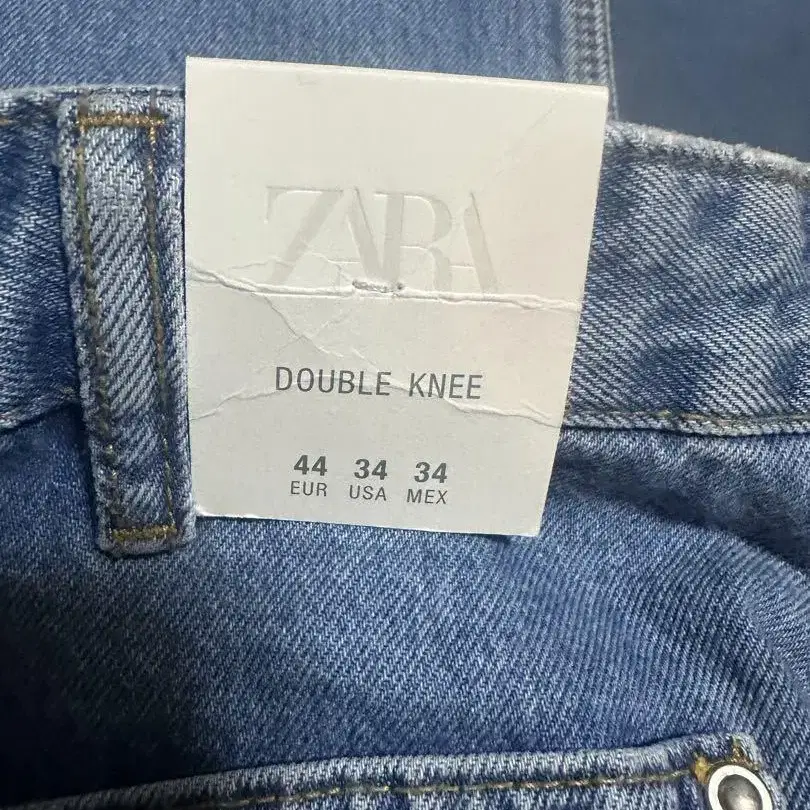 ZARA
DOUBLE KNEE
44 34 34
EUR USA MEX